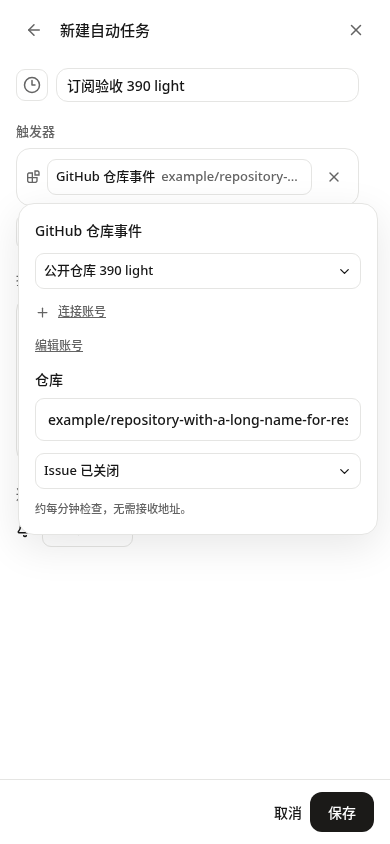 新建自动任务
订阅验收 390 light
触发器
GitHub 仓库事件 example/repository-...
GitHub 仓库事件
公开仓库 390 light
连接账号
编辑账号
仓库
example/repository-with-a-long-name-for-res
Issue 已关闭
约每分钟检查，无需接收地址。
取消 保存